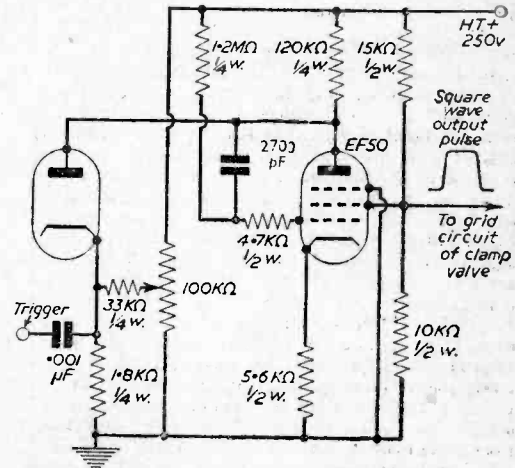 H.T.+
250v
1·2MΩ
¼w.
120KΩ
¼w.
15KΩ
½w.
Square
wave
output
pulse
EF50
2700
pF
To grid
circuit
of clamp
valve
4·7KΩ
½w.
100KΩ
33KΩ
¼w.
Trigger
·001
μF
1·8KΩ
¼w.
5·6KΩ
½w.
10KΩ
½w.